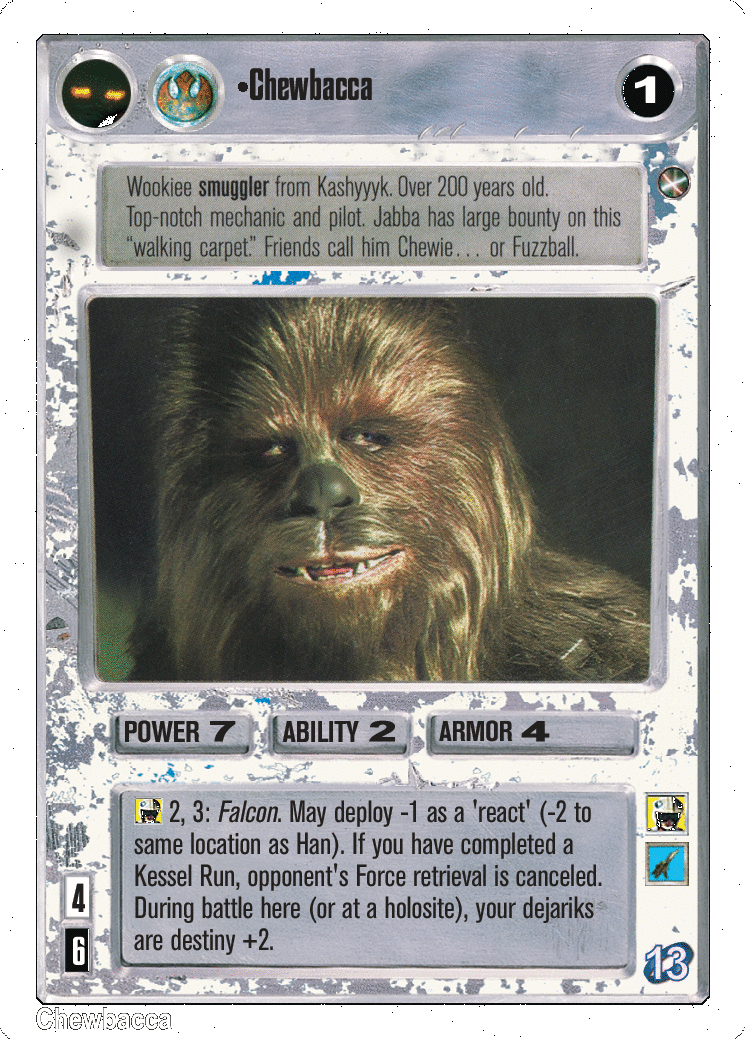 •Chewbacca
1
Wookiee smuggler from Kashyyyk. Over 200 years old.
Top-notch mechanic and pilot. Jabba has large bounty on this
“walking carpet.” Friends call him Chewie... or Fuzzball.
POWER 7 ABILITY 2 ARMOR 4
2, 3: Falcon. May deploy -1 as a 'react' (-2 to
same location as Han). If you have completed a
Kessel Run, opponent's Force retrieval is canceled.
During battle here (or at a holosite), your dejariks
are destiny +2.
4
6
13
Chewbacca